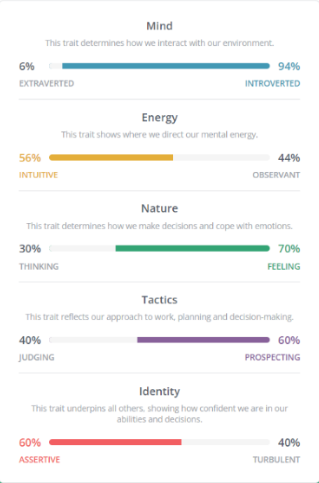 Mind
This trait determines how we interact with our environment.
6% 94%
EXTRAVERTED INTROVERTED
Energy
This trait shows where we direct our mental energy.
56% 44%
INTUITIVE OBSERVANT
Nature
This trait determines how we make decisions and cope with emotions.
30% 70%
THINKING FEELING
Tactics
This trait reflects our approach to work, planning and decision-making.
40% 60%
JUDGING PROSPECTING
Identity
This trait underpins all others, showing how confident we are in our
abilities and decisions.
60% 40%
ASSERTIVE TURBULENT